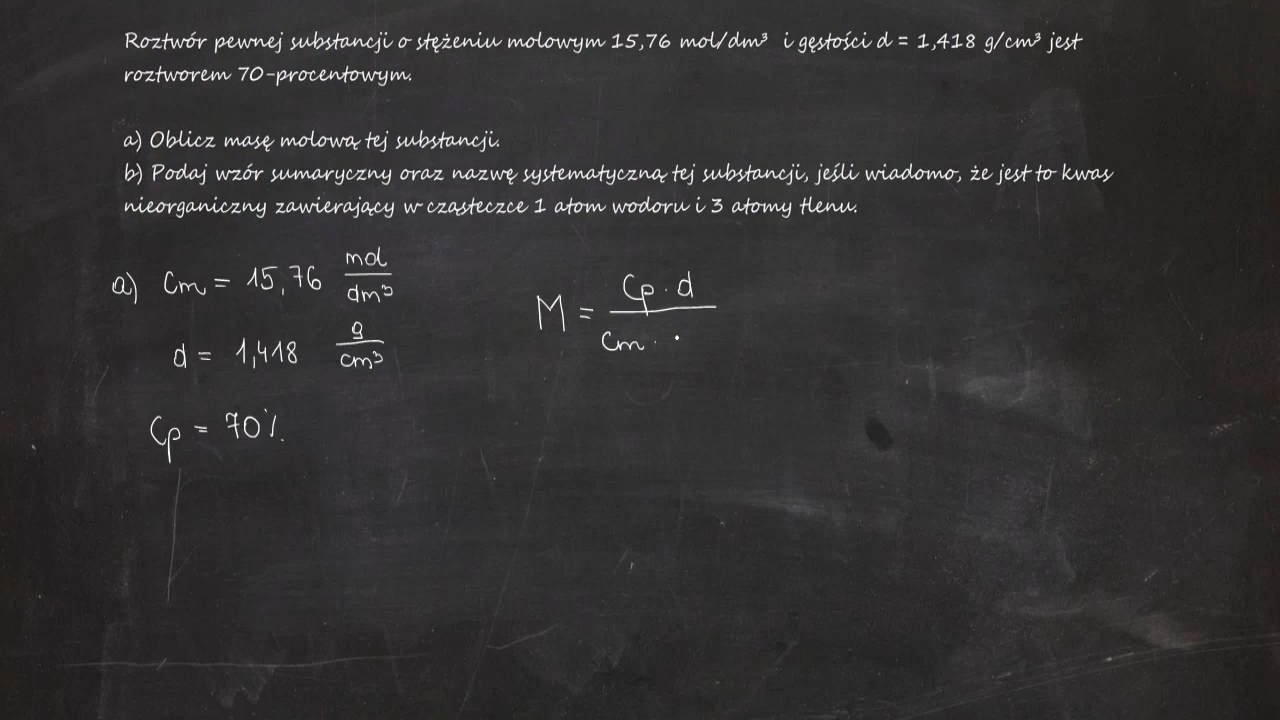 Roztwór pewnej substancji o stężeniu molowym 15,76 mol/dm³ i gęstości d = 1,418 g/cm³ jest
roztworem 70-procentowym.
a) Oblicz masę molową tej substancji.
b) Podaj wzór sumaryczny oraz nazwę systematyczną tej substancji, jeśli wiadomo, że jest to kwas
nieorganiczny zawierający w cząsteczce 1 atom wodoru i 3 atomy tlenu.
a) Cm = 15,76 mol/dm³
d = 1,418 g/cm³
Cp = 70%
M = Cp · d / Cm ·